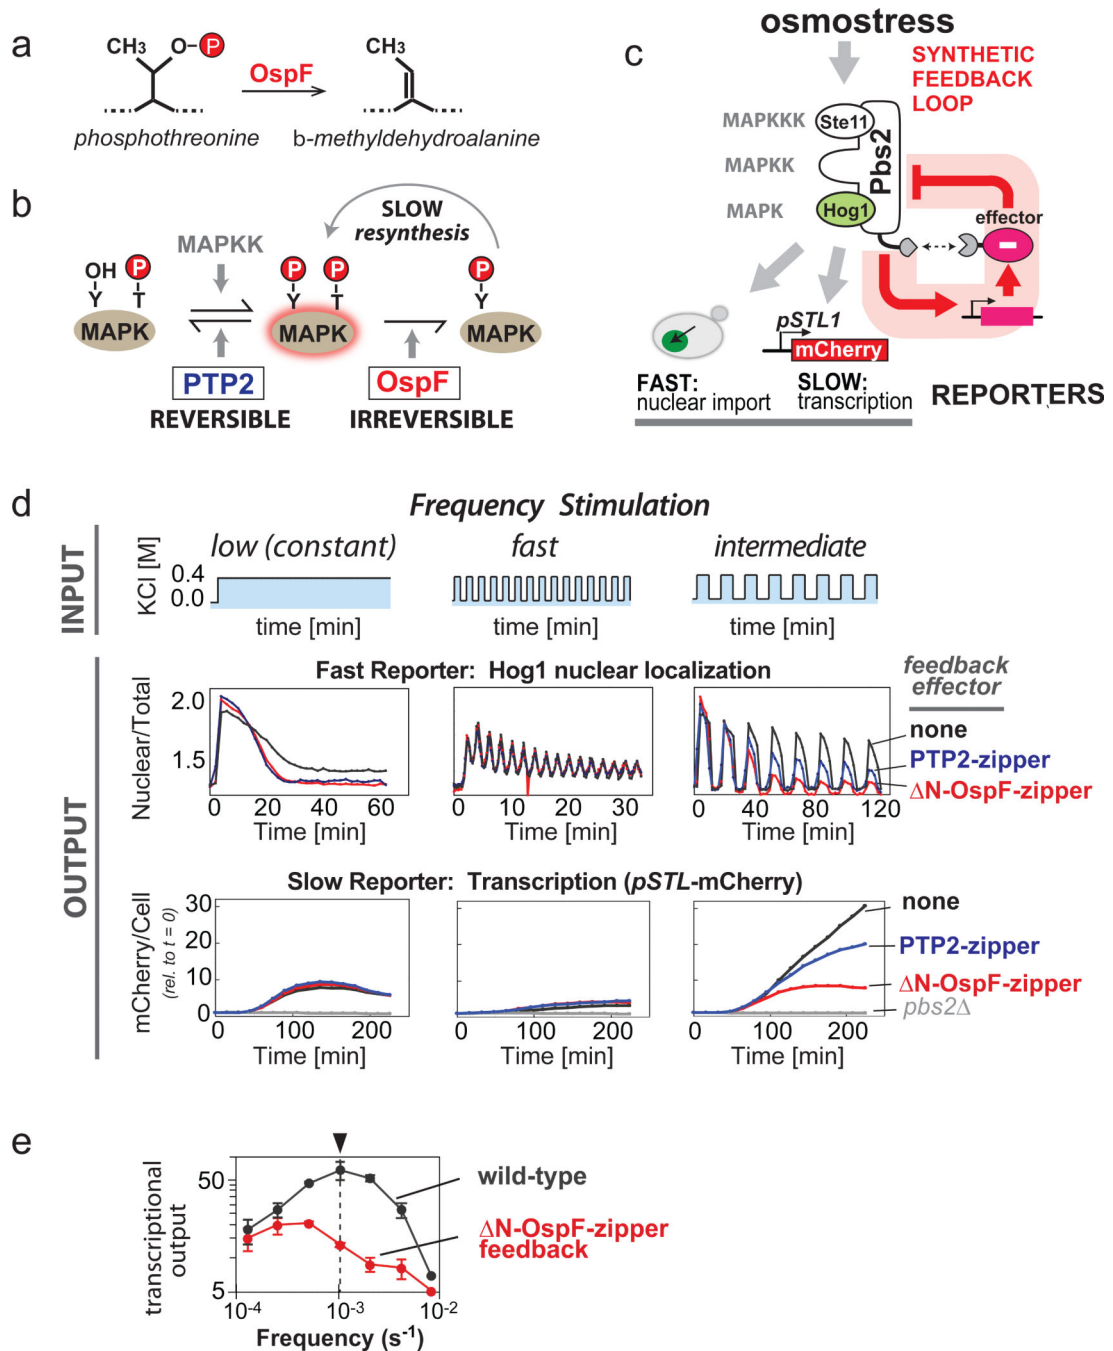 a
CH3
O-P
OspF
CH3
phosphothreonine
b-methyldehydroalanine
b
SLOW
resynthesis
MAPKK
OH P
Y T
MAPK
P P
Y T
MAPK
P
Y
MAPK
PTP2
REVERSIBLE
OspF
IRREVERSIBLE
c
osmostress
SYNTHETIC
FEEDBACK
LOOP
MAPKKK
Ste11
Pbs2
MAPKK
MAPK
Hog1
effector
pSTL1
mCherry
FAST:
nuclear import
SLOW:
transcription
REPORTERS
d
Frequency Stimulation
INPUT
KCl [M]
0.4
0.0
low (constant)
fast
intermediate
time [min]
time [min]
time [min]
OUTPUT
Fast Reporter: Hog1 nuclear localization
feedback
effector
Nuclear/Total
2.0
1.5
0 20 40 60
Time [min]
0 10 20 30
Time [min]
0 20 40 60 80 100 120
Time [min]
none
PTP2-zipper
ΔN-OspF-zipper
Slow Reporter: Transcription (pSTL-mCherry)
mCherry/Cell
(rel. to t = 0)
30
20
10
0
0 100 200
Time [min]
0 100 200
Time [min]
0 100 200
Time [min]
none
PTP2-zipper
ΔN-OspF-zipper
pbs2Δ
e
transcriptional
output
50
5
10-4 10-3 10-2
Frequency (s-1)
wild-type
ΔN-OspF-zipper
feedback